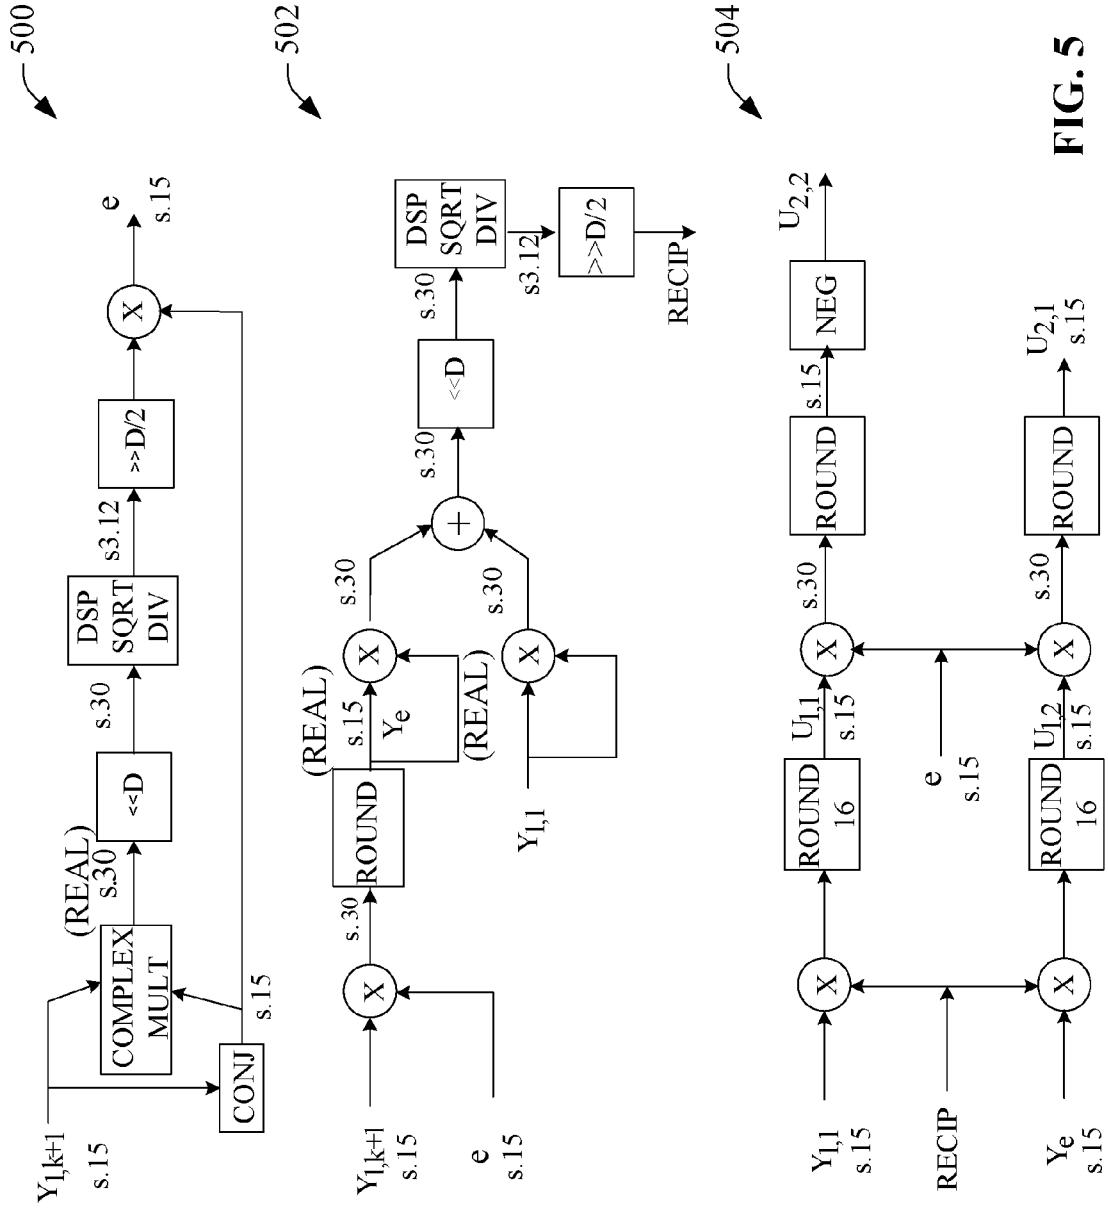 500
Y1,k+1
s.15
CONJ
s.15
COMPLEX
MULT
(REAL)
s.30
<<D
s.30
DSP
SQRT
DIV
s3.12
>>D/2
X
e
s.15
502
Y1,k+1
s.15
e
s.15
X
s.30
ROUND
(REAL)
s.15
Ye
X
s.30
Y1,1
(REAL)
X
s.30
+
s.30
<<D
s.30
DSP
SQRT
DIV
s3.12
>>D/2
RECIP
504
Y1,1
s.15
RECIP
Ye
s.15
X
X
ROUND
16
ROUND
16
U1,1
s.15
U1,2
s.15
e
s.15
X
X
s.30
s.30
ROUND
ROUND
s.15
NEG
U2,2
U2,1
s.15
FIG. 5